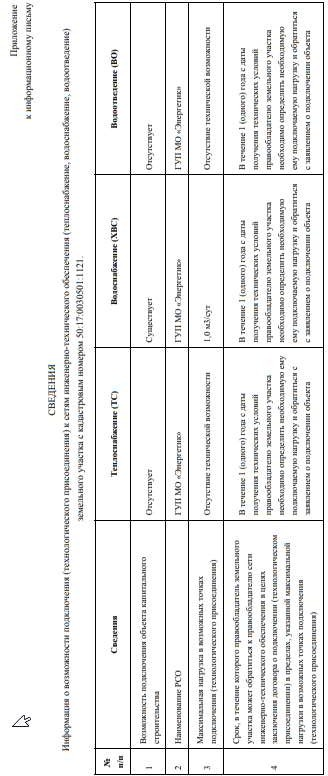 Приложение
к информационному письму
СВЕДЕНИЯ
Информация о возможности подключения (технологического присоединения) к сетям инженерно-технического обеспечения (теплоснабжение, водоснабжение, водоотведение)
земельного участка с кадастровым номером 50:17:0030501:1121.
№
п/п
Сведения
Теплоснабжение (ТС)
Водоснабжение (ХВС)
Водоотведение (ВО)
1
Возможность подключения объекта капитального
строительства
Отсутствует
Существует
Отсутствует
2
Наименование РСО
ГУП МО «Энергетик»
ГУП МО «Энергетик»
ГУП МО «Энергетик»
3
Максимальная нагрузка в возможных точках
подключения (технологического присоединения)
Отсутствие технической возможности
1,0 м3/сут
Отсутствие технической возможности
4
Срок, в течение которого правообладатель земельного
участка может обратиться к правообладателю сети
инженерно-технического обеспечения в целях
заключения договора о подключении (технологическом
присоединении) в пределах, указанной максимальной
нагрузки в возможных точках подключения
(технологического присоединения)
В течение 1 (одного) года с даты
получения технических условий
правообладателю земельного участка
необходимо определить необходимую ему
подключаемую нагрузку и обратиться с
заявлением о подключении объекта
В течение 1 (одного) года с даты
получения технических условий
правообладателю земельного участка
необходимо определить необходимую
ему подключаемую нагрузку и обратиться
с заявлением о подключении объекта
В течение 1 (одного) года с даты
получения технических условий
правообладателю земельного участка
необходимо определить необходимую
ему подключаемую нагрузку и обратиться
с заявлением о подключении объекта